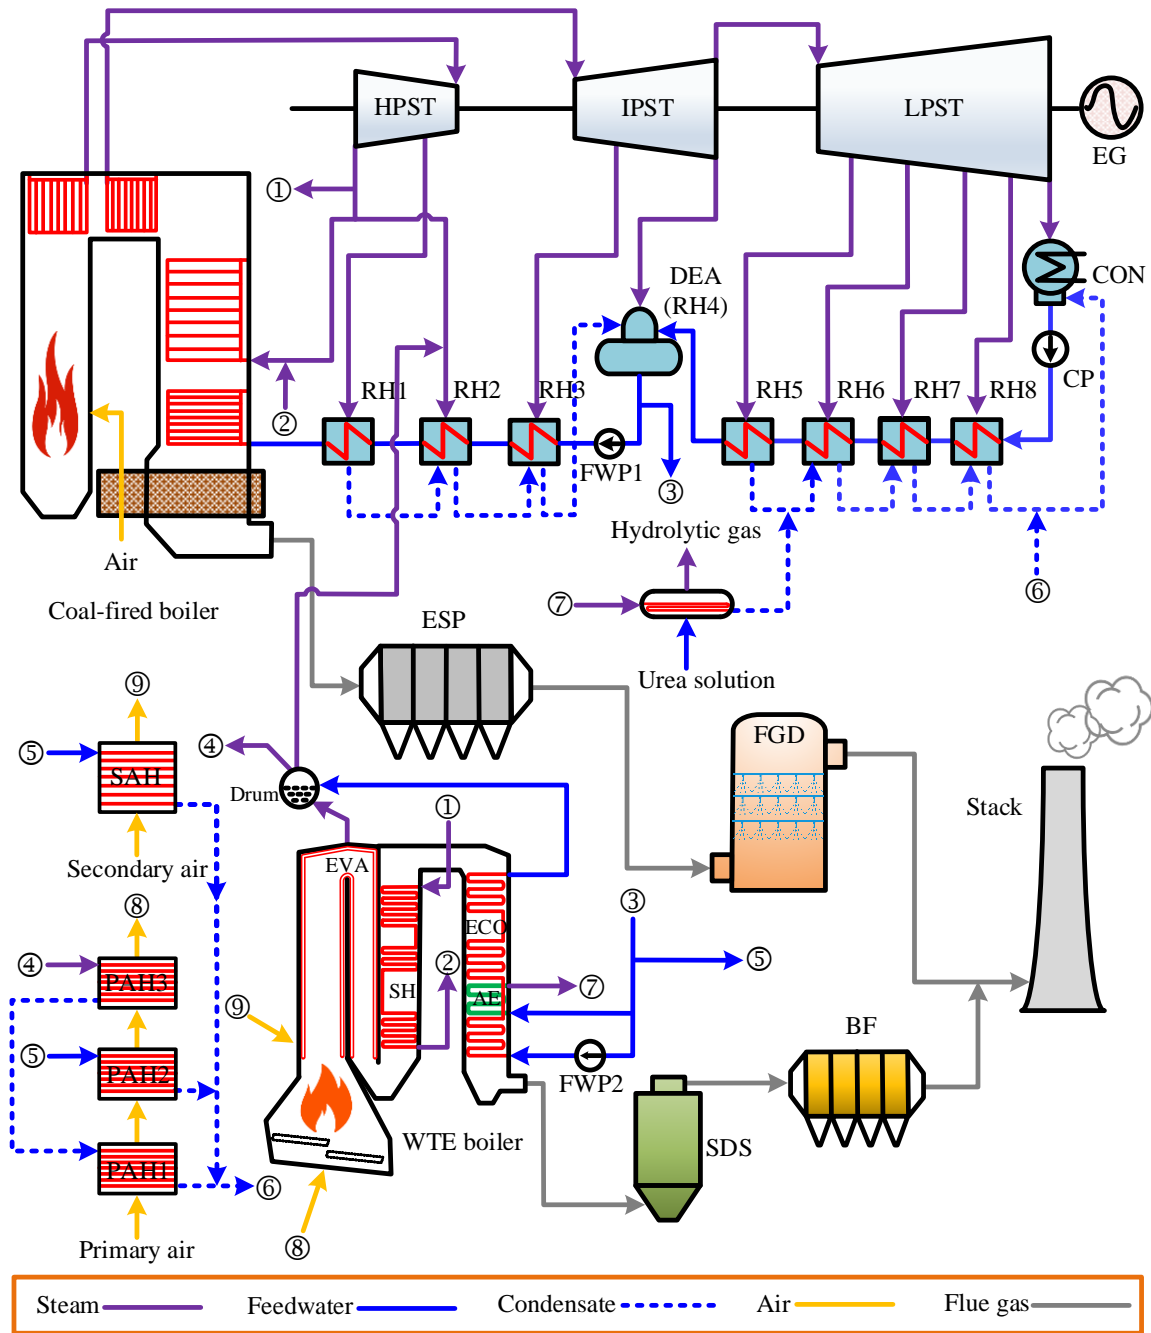 HPST
IPST
LPST
EG
①
DEA
(RH4)
CON
CP
②
RH1
RH2
RH3
RH5
RH6
RH7
RH8
FWP1
③
Air
Hydrolytic gas
⑦
⑥
Coal-fired boiler
ESP
Urea solution
⑨
④
⑤
SAH
FGD
Drum
Stack
①
Secondary air
EVA
⑧
③
ECO
④
PAH3
②
⑤
SH
AE
⑦
⑨
BF
⑤
PAH2
FWP2
WTE boiler
SDS
PAH1
⑥
Primary air
⑧
Steam
Feedwater
Condensate
Air
Flue gas